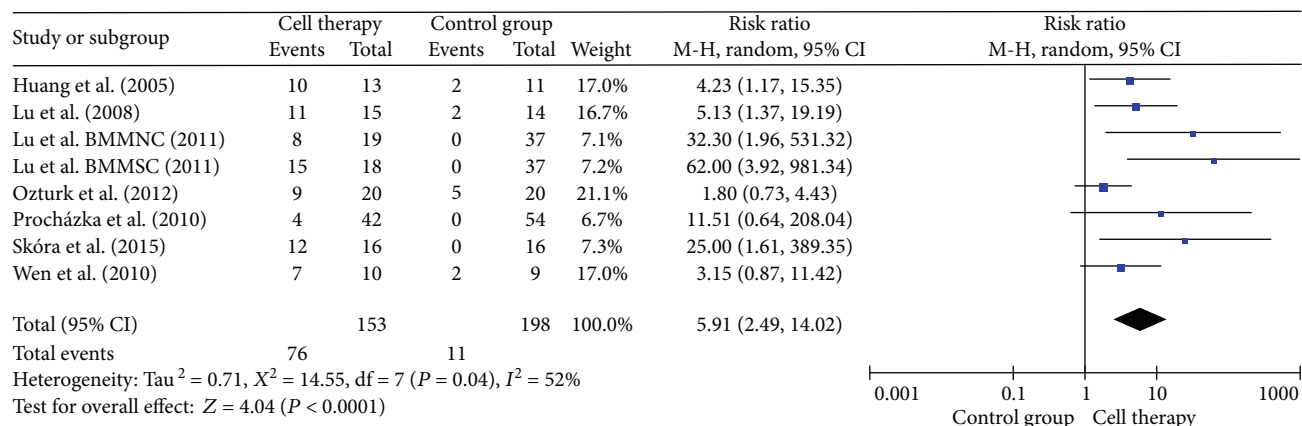 Study or subgroup Cell therapy Control group Risk ratio Risk ratio
Events Total Events Total Weight M-H, random, 95% CI M-H, random, 95% CI
Huang et al. (2005) 10 13 2 11 17.0% 4.23 (1.17, 15.35)
Lu et al. (2008) 11 15 2 14 16.7% 5.13 (1.37, 19.19)
Lu et al. BMMNC (2011) 8 19 0 37 7.1% 32.30 (1.96, 531.32)
Lu et al. BMMSC (2011) 15 18 0 37 7.2% 62.00 (3.92, 981.34)
Ozturk et al. (2012) 9 20 5 20 21.1% 1.80 (0.73, 4.43)
Procházka et al. (2010) 4 42 0 54 6.7% 11.51 (0.64, 208.04)
Skóra et al. (2015) 12 16 0 16 7.3% 25.00 (1.61, 389.35)
Wen et al. (2010) 7 10 2 9 17.0% 3.15 (0.87, 11.42)
Total (95% CI) 153 198 100.0% 5.91 (2.49, 14.02)
Total events 76 11
Heterogeneity: Tau² = 0.71, X² = 14.55, df = 7 (P = 0.04), I² = 52%
Test for overall effect: Z = 4.04 (P < 0.0001)
0.001 0.1 1 10 1000
Control group Cell therapy